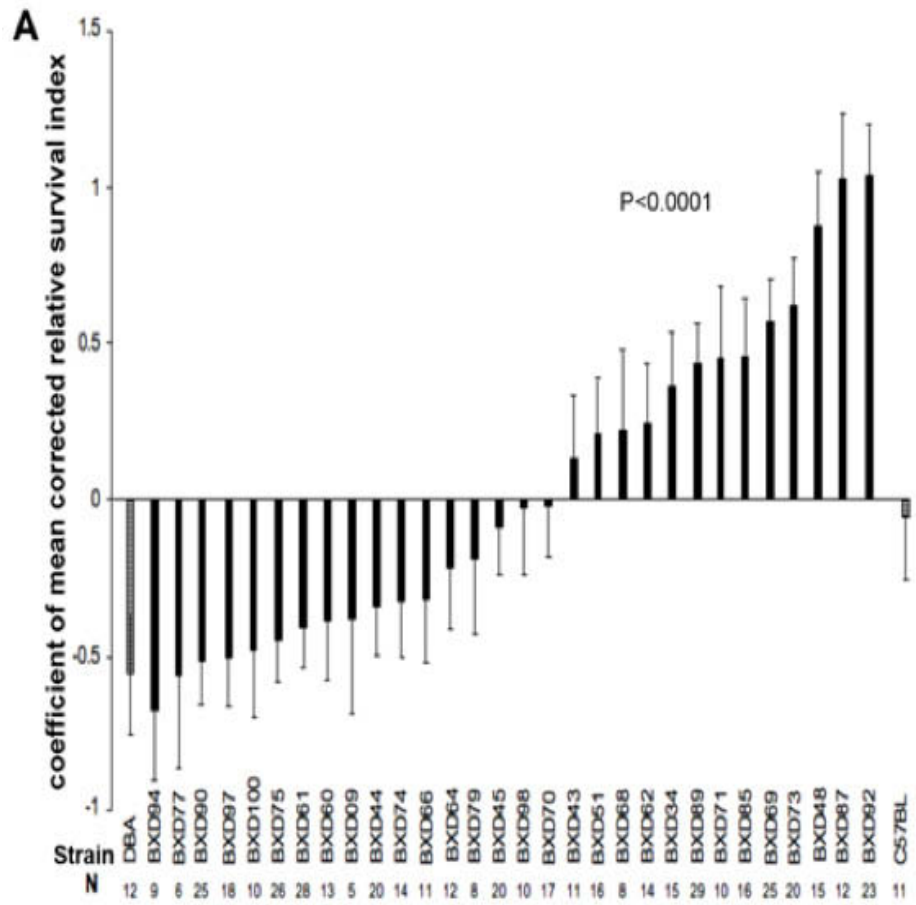 A
coefficient of mean corrected relative survival index
1.5
1
0.5
0
-0.5
-1
P<0.0001
Strain DBA BXD94 BXD77 BXD90 BXD97 BXD100 BXD75 BXD61 BXD60 BXD09 BXD44 BXD74 BXD66 BXD64 BXD79 BXD45 BXD98 BXD70 BXD43 BXD51 BXD68 BXD62 BXD34 BXD89 BXD71 BXD85 BXD69 BXD73 BXD48 BXD87 BXD92 C57BL
N 12 9 6 25 18 10 26 28 13 5 20 14 11 12 8 20 10 17 11 16 8 14 15 29 10 16 25 20 15 12 23 11